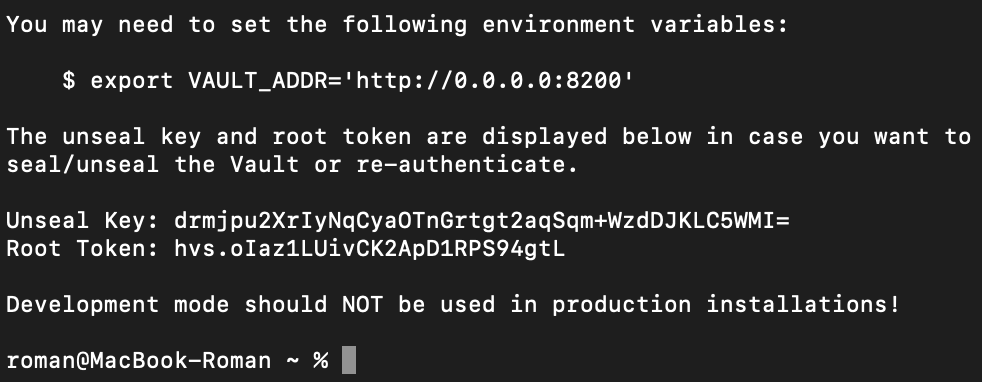 You may need to set the following environment variables:
$ export VAULT_ADDR='http://0.0.0.0:8200'
The unseal key and root token are displayed below in case you want to
seal/unseal the Vault or re-authenticate.
Unseal Key: drmjpu2XrIyNqCyaOTnGrtgt2aqSqm+WzdDJKLC5WMI=
Root Token: hvs.oIaz1LUivCK2ApD1RPS94gtL
Development mode should NOT be used in production installations!
roman@MacBook-Roman ~ %